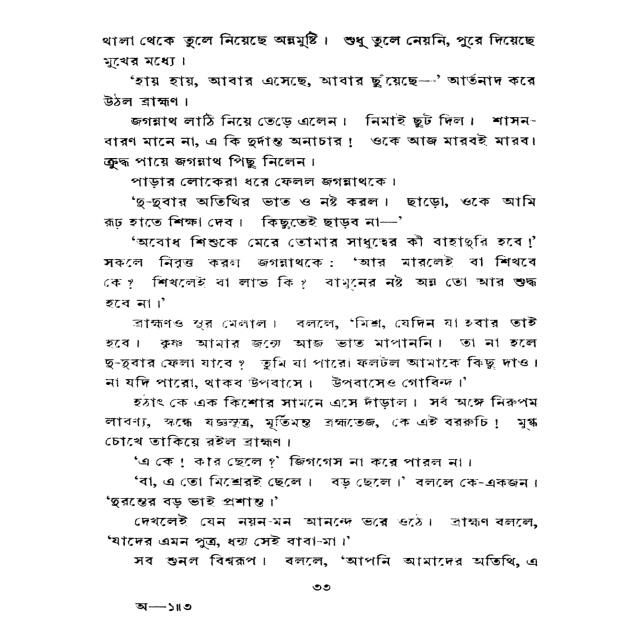 থালা থেকে তুলে নিয়েছে অন্নমুষ্টি। শুধু তুলে নেয়নি, পুরে দিয়েছে
মুখের মধ্যে।
‘হায় হায়, আবার এসেছে, আবার ছুঁয়েছে—’ আর্তনাদ করে
উঠল ব্রাহ্মণ।
জগন্নাথ লাঠি নিয়ে তেড়ে এলেন। নিমাই ছুট দিল। শাসন-
বারণ মানে না, এ কি দুর্দান্ত অনাচার! ওকে আজ মারবই মারব।
ক্রুদ্ধ পায়ে জগন্নাথ পিছু নিলেন।
পাড়ার লোকেরা ধরে ফেলল জগন্নাথকে।
‘দু-দুবার অতিথির ভাত ও নষ্ট করল। ছাড়ো, ওকে আমি
রূঢ় হাতে শিক্ষা দেব। কিছুতেই ছাড়ব না—’
‘অবোধ শিশুকে মেরে তোমার সাধুত্বের কী বাহাদুরি হবে!’
সকলে নিবৃত্ত করল জগন্নাথকে: ‘আর মারলেই বা শিখবে
কে? শিখলেই বা লাভ কি? বামুনের নষ্ট অন্ন তো আর শুদ্ধ
হবে না।’
ব্রাহ্মণও সুর মেলাল। বললে, ‘মিশ্র, যেদিন যা হবার তাই
হবে। কৃষ্ণ আমার জন্যে আজ ভাত মাপাননি। তা না হলে
দু-দুবার ফেলা যাবে? তুমি যা পারো ফলটল আমাকে কিছু দাও।
না যদি পারো, থাকব উপবাসে। উপবাসেও গোবিন্দ।’
হঠাৎ কে এক কিশোর সামনে এসে দাঁড়াল। সর্ব অঙ্গে নিরুপম
লাবণ্য, স্কন্ধে যজ্ঞসূত্র, মূর্তিমন্ত ব্রহ্মতেজ, কে এই বররুচি! মুগ্ধ
চোখে তাকিয়ে রইল ব্রাহ্মণ।
‘এ কে! কার ছেলে?’ জিগগেস না করে পারল না।
‘বা, এ তো মিশ্রেরই ছেলে। বড় ছেলে।’ বললে কে-একজন।
‘দুরন্তের বড় ভাই প্রশান্ত।’
দেখলেই যেন নয়ন-মন আনন্দে ভরে ওঠে। ব্রাহ্মণ বললে,
‘যাদের এমন পুত্র, ধন্য সেই বাবা-মা।’
সব শুনল বিশ্বরূপ। বললে, ‘আপনি আমাদের অতিথি, এ
৩৩
অ—১॥৩